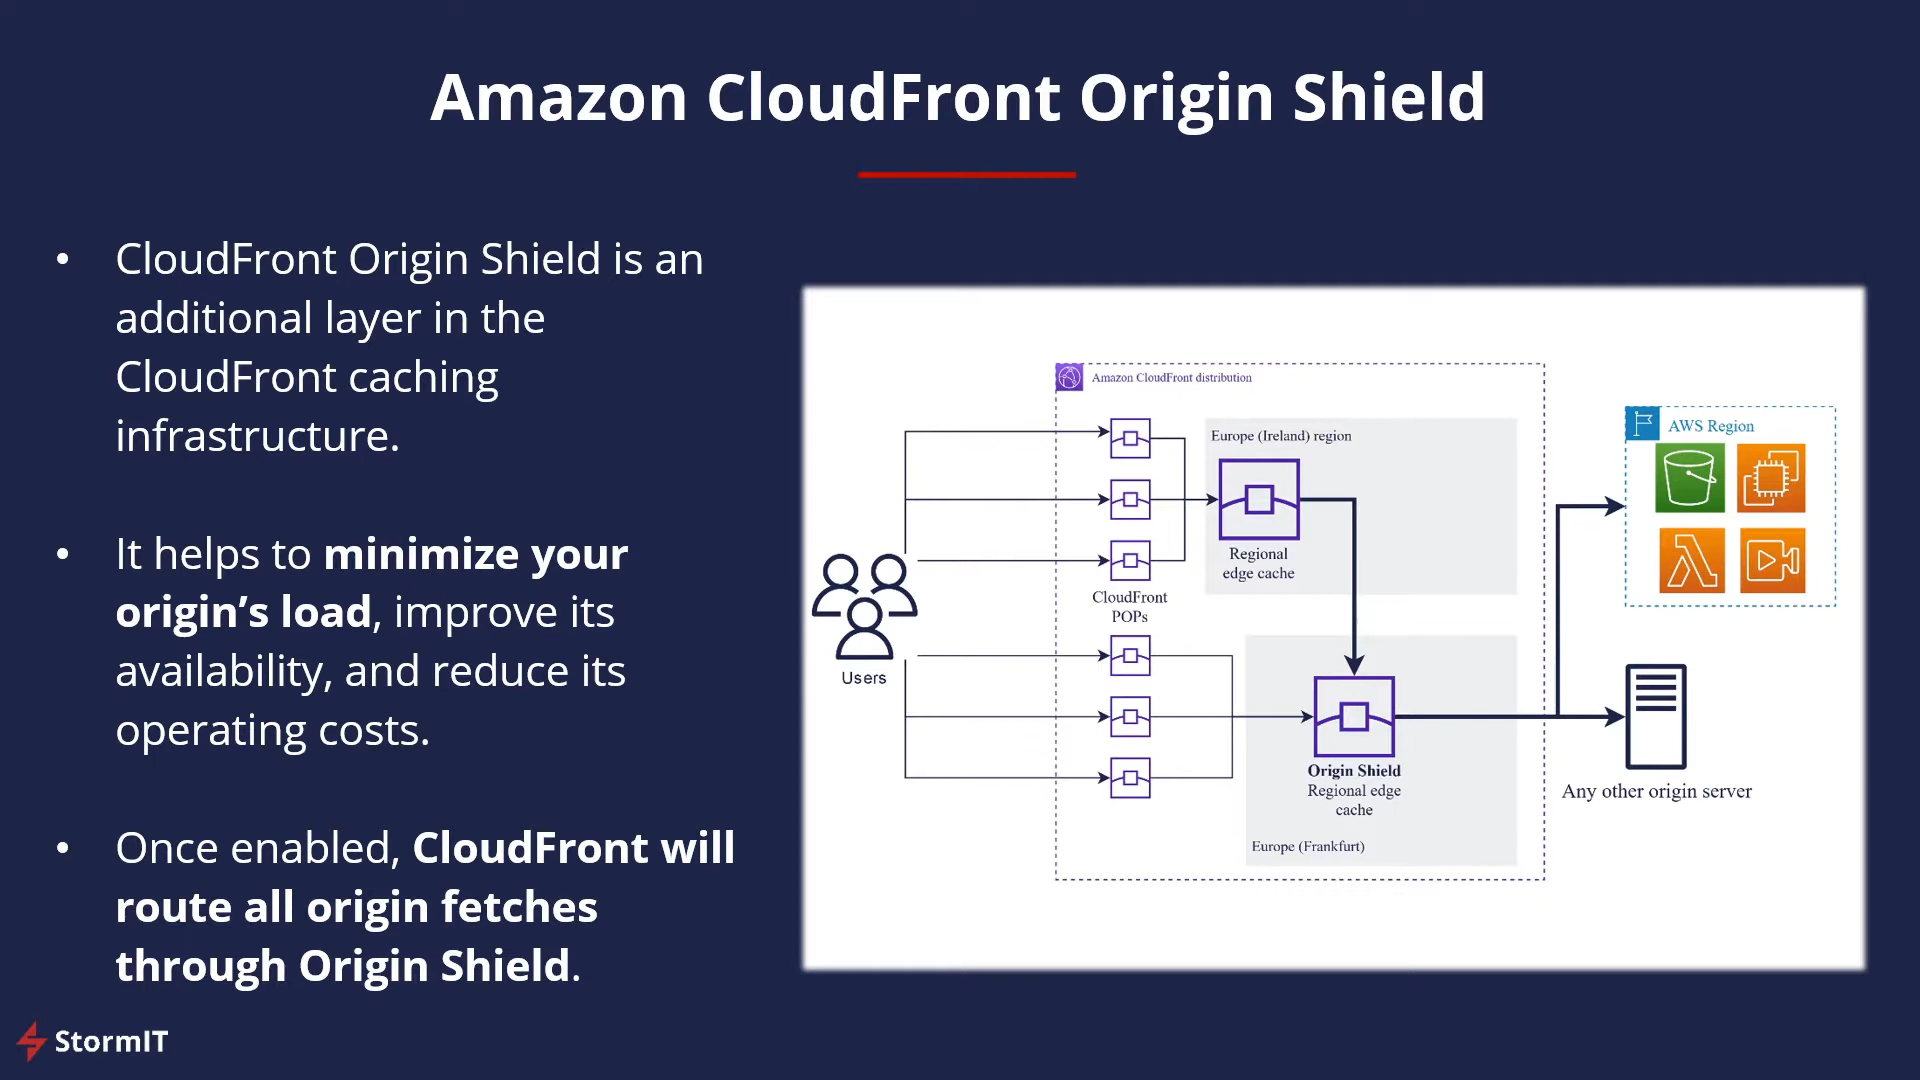 Amazon CloudFront Origin Shield
• CloudFront Origin Shield is an
additional layer in the
CloudFront caching
infrastructure.
• It helps to minimize your
origin’s load, improve its
availability, and reduce its
operating costs.
• Once enabled, CloudFront will
route all origin fetches
through Origin Shield.
Users
Amazon CloudFront distribution
CloudFront
POPs
Europe (Ireland) region
Regional
edge cache
Origin Shield
Regional edge
cache
Europe (Frankfurt)
AWS Region
Any other origin server
StormIT